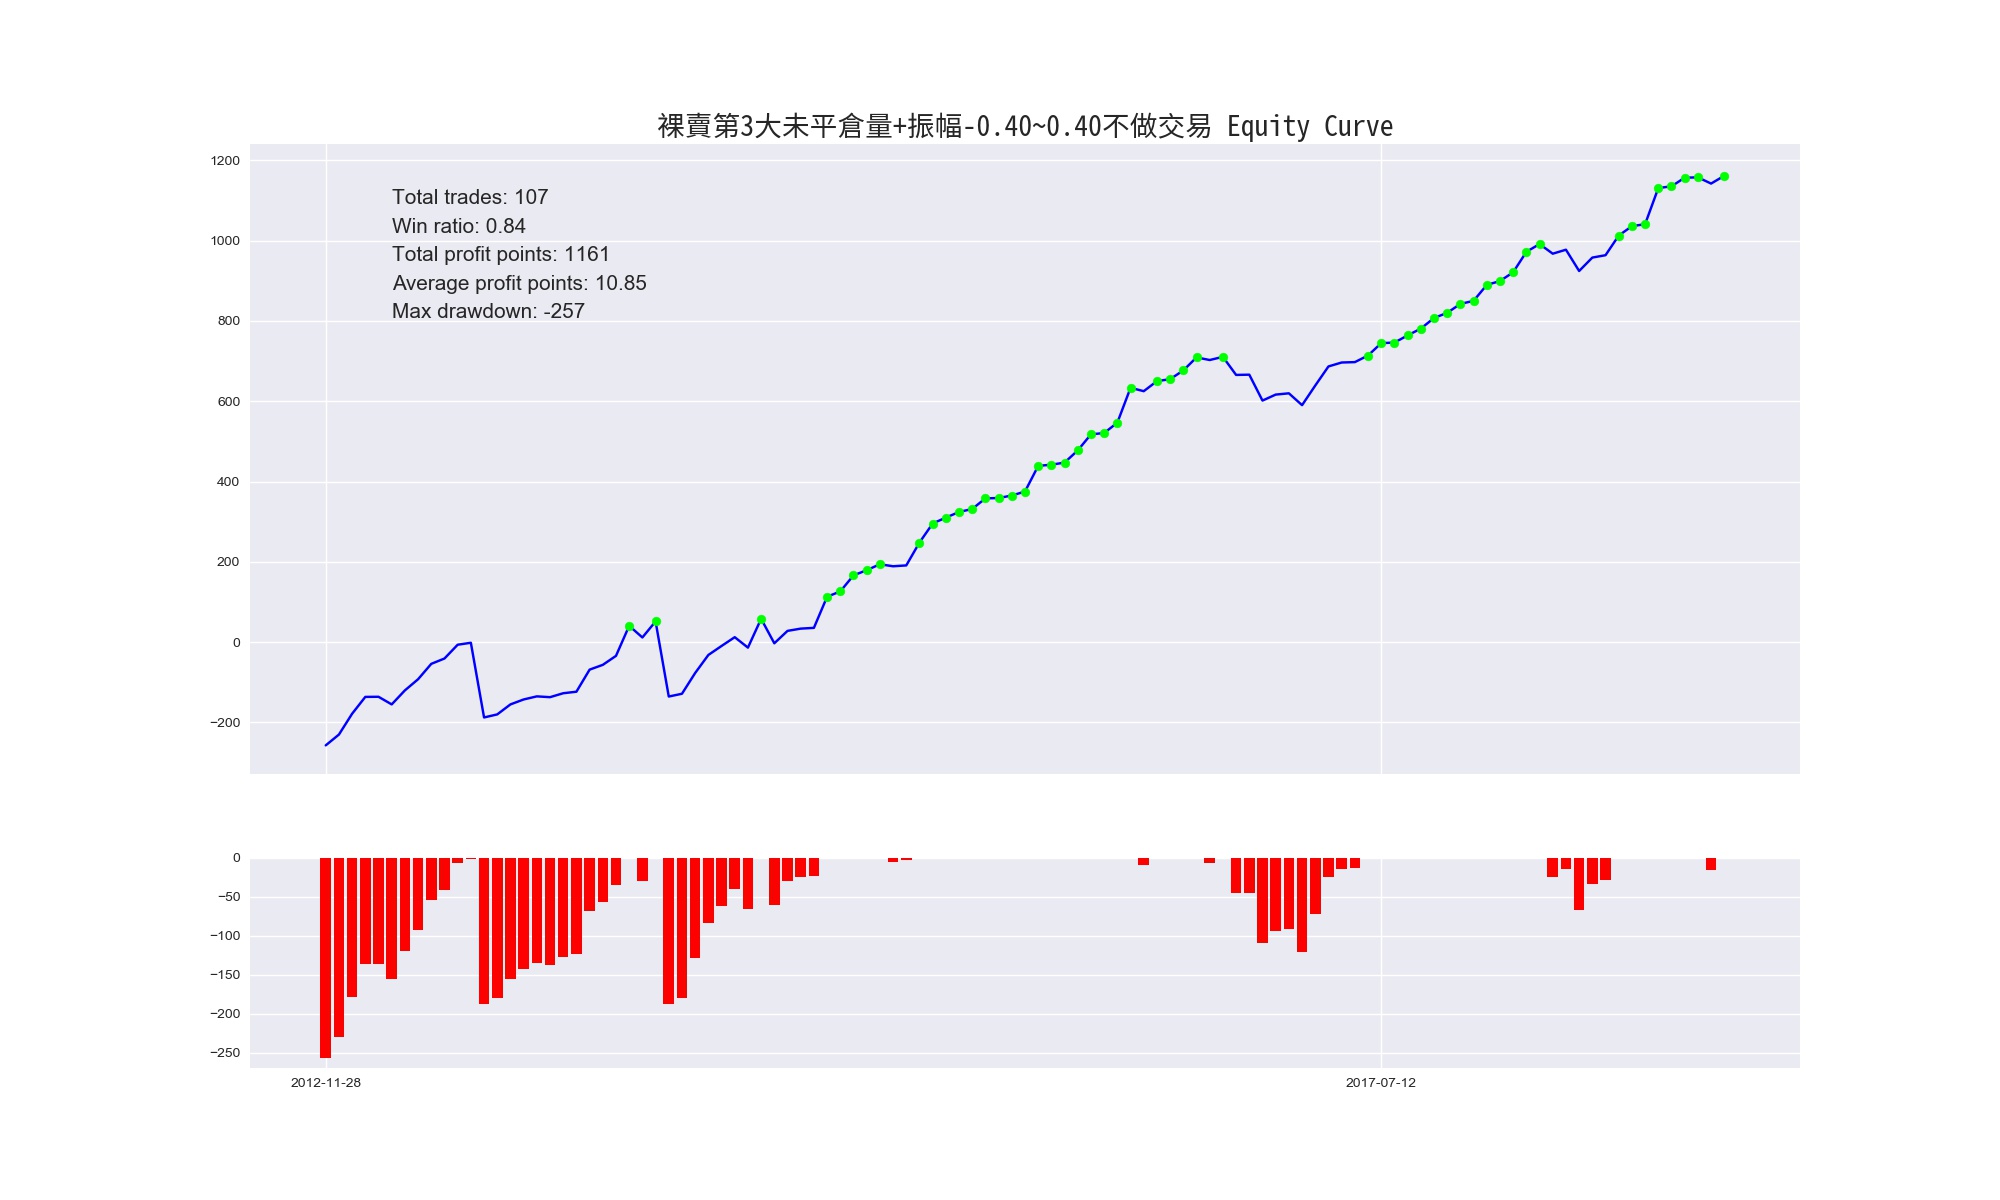 裸賣第3大未平倉量+振幅-0.40~0.40不做交易 Equity Curve
1200
1000
800
600
400
200
0
−200
Total trades: 107
Win ratio: 0.84
Total profit points: 1161
Average profit points: 10.85
Max drawdown: -257
0
−50
−100
−150
−200
−250
2012-11-28 2017-07-12